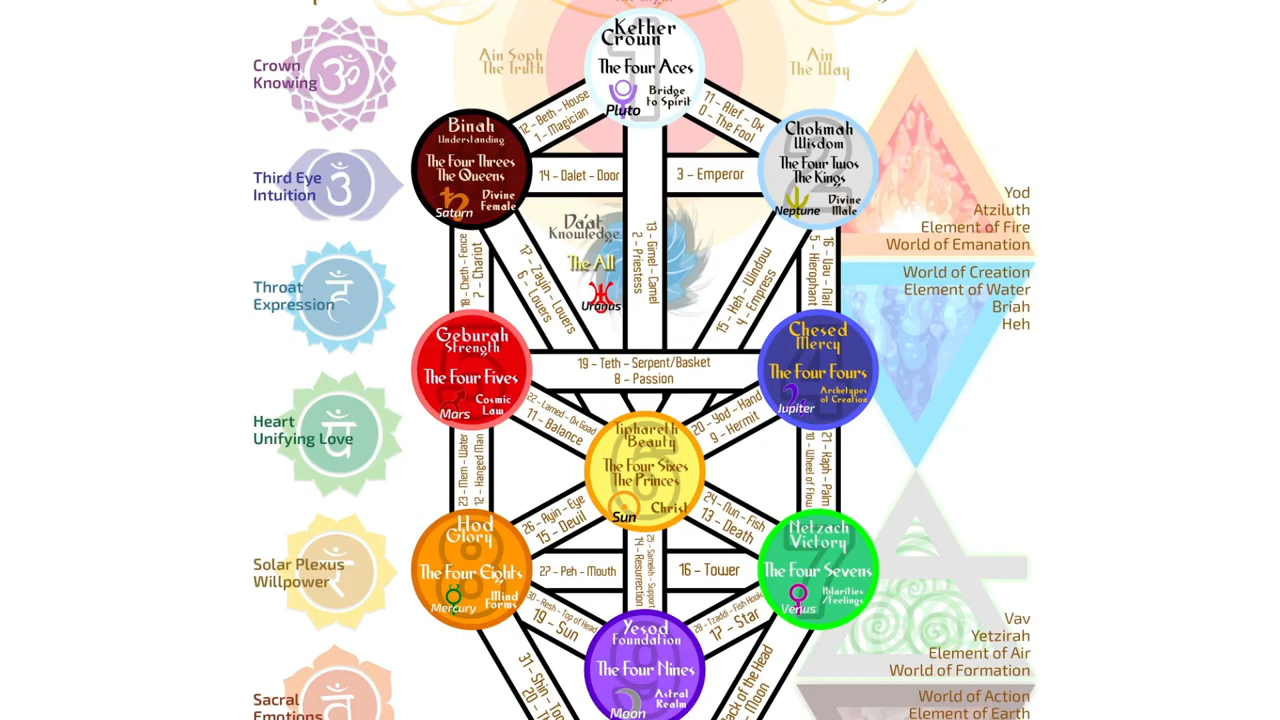 Kether
Crown
The Four Aces
Pluto
Bridge
to Spirit
Ain Soph
The Truth
Ain
The Way
Crown
Knowing
12 - Beth - House
1 - Magician
11 - Alef - Ox
0 - The Fool
Binah
Understanding
The Four Threes
The Queens
Saturn
Divine
Female
14 - Dalet - Door
3 - Emperor
Chokmah
Wisdom
The Four Twos
The Kings
Neptune
Divine
Male
Third Eye
Intuition
Yod
Atziluth
Element of Fire
World of Emanation
Da'at
Knowledge
The All
Uranus
13 - Gimel - Camel
2 - Priestess
18 - Cheth - Fence
7 - Chariot
17 - Zayin - Lovers
6 - Lovers
15 - Heh - Window
4 - Empress
16 - Vau - Nail
5 - Hierophant
World of Creation
Element of Water
Briah
Heh
Throat
Expression
Geburah
Strength
The Four Fives
Mars
Cosmic
Law
19 - Teth - Serpent/Basket
8 - Passion
Chesed
Mercy
The Four Fours
Jupiter
Archetypes
of Creation
Heart
Unifying Love
22 - Lamed - Ox Goad
11 - Balance
20 - Yod - Hand
9 - Hermit
Tiphareth
Beauty
The Four Sixes
The Princes
Sun
Christ
23 - Mem - Water
12 - Hanged Man
21 - Kaph - Palm
10 - Wheel of Flow
26 - Ayin - Eye
15 - Devil
24 - Nun - Fish
13 - Death
Hod
Glory
The Four Eights
Mercury
Mind
Forms
27 - Peh - Mouth
16 - Tower
25 - Samekh - Support
14 - Resurrection
Netzach
Victory
The Four Sevens
Venus
Polarities
/Feelings
Solar Plexus
Willpower
30 - Resh - Top of Head
19 - Sun
29 - Tzaddi - Fish Hook
17 - Star
Yesod
Foundation
The Four Nines
Moon
Astral
Realm
Vav
Yetzirah
Element of Air
World of Formation
World of Action
Element of Earth
Sacral
Emotions
31 - Shin
20
Back of the Head
Moon